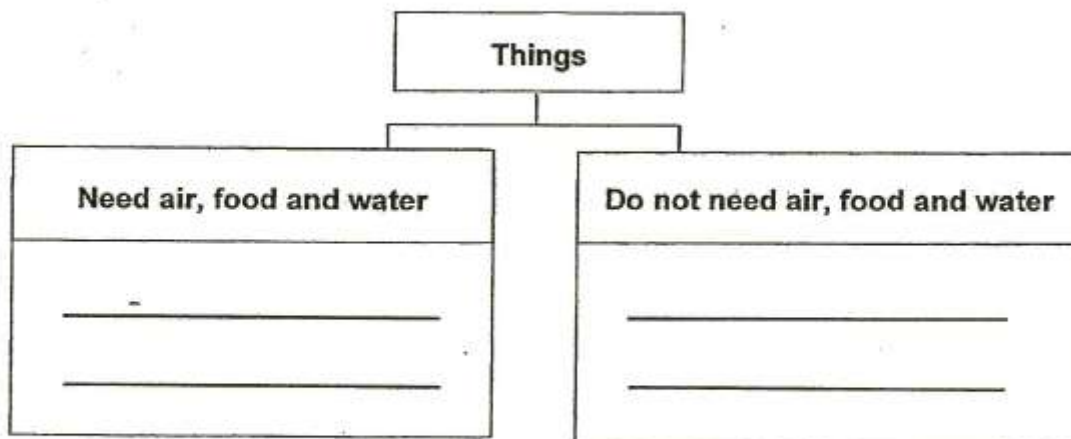 Things
Need air, food and water
Do not need air, food and water